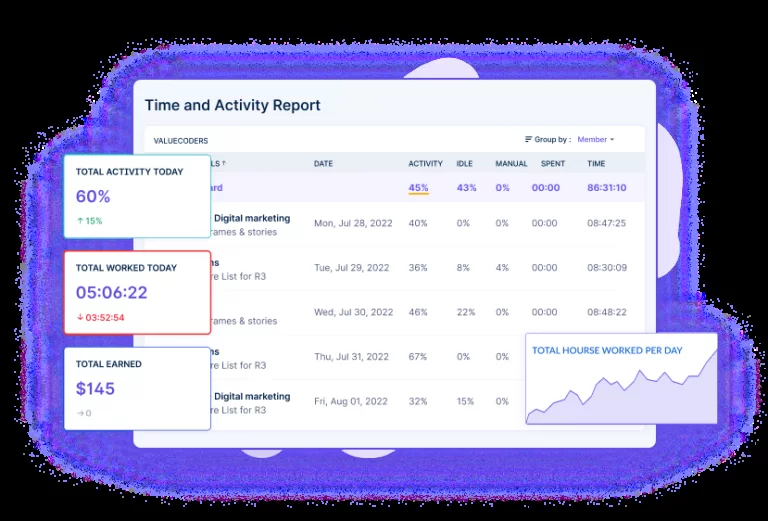 Time and Activity Report
VALUECODERS
Group by : Member
LS ↑ DATE ACTIVITY IDLE MANUAL SPENT TIME
rd 45% 43% 0% 00:00 86:31:10
Digital marketing
rames & stories
Mon, Jul 28, 2022 40% 0% 0% 00:00 08:47:25
ns
re List for R3
Tue, Jul 29, 2022 36% 8% 4% 00:00 08:30:09
Wed, Jul 30, 2022 46% 22% 0% 00:00 08:48:22
rames & stories
ns
re List for R3
Thu, Jul 31, 2022 67% 0% 0%
Digital marketing
re List for R3
Fri, Aug 01, 2022 32% 15% 0%
TOTAL ACTIVITY TODAY
60%
↑ 15%
TOTAL WORKED TODAY
05:06:22
↓ 03:52:54
TOTAL EARNED
$145
→ 0
TOTAL HOURSE WORKED PER DAY